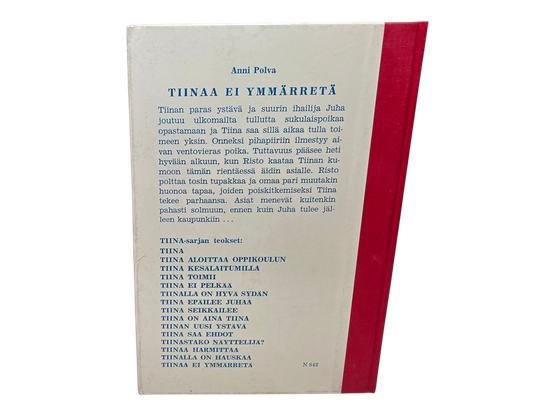 Anni Polva
TIINAA EI YMMÄRRETÄ
Tiinan paras ystävä ja suurin ihailija Juha
joutuu ulkomailta tullutta sukulaispoikaa
opastamaan ja Tiina saa sillä aikaa tulla toi-
meen yksin. Onneksi pihapiiriin ilmestyy ai-
van ventovieras poika. Tuttavuus pääsee heti
hyvään alkuun, kun Risto kaataa Tiinan ku-
moon tämän rientäessä äidin asialle. Risto
polttaa tosin tupakkaa ja omaa pari muutakin
huonoa tapaa, joiden poiskitkemiseksi Tiina
tekee parhaansa. Asiat menevät kuitenkin
pahasti solmuun, ennen kuin Juha tulee jäl-
leen kaupunkiin ...
TIINA-sarjan teokset:
TIINA
TIINA ALOITTAA OPPIKOULUN
TIINA KESÄLAITUMILLA
TIINA TOIMII
TIINA EI PELKÄÄ
TIINALLA ON HYVÄ SYDÄN
TIINA EPÄILEE JUHAA
TIINA SEIKKAILEE
TIINA ON AINA TIINA
TIINAN UUSI YSTÄVÄ
TIINA SAA EHDOT
TIINASTAKO NÄYTTELIJÄ?
TIINAA HARMITTAA
TIINALLA ON HAUSKAA
TIINAA EI YMMÄRRETÄ
N 842